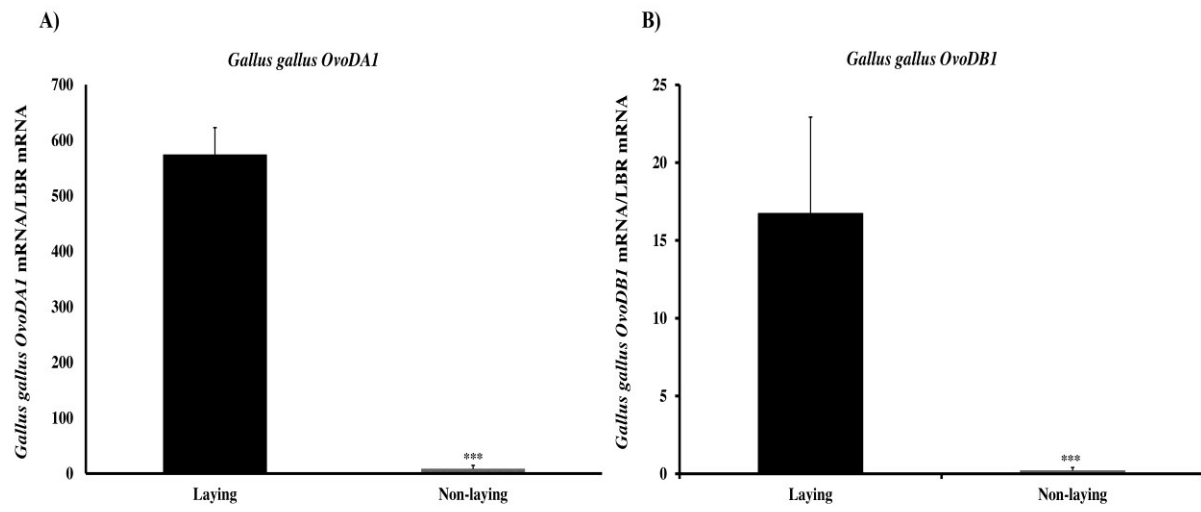 A)
Gallus gallus OvoDA1
Gallus gallus OvoDA1 mRNA/LBR mRNA
700
600
500
400
300
200
100
0
***
Laying
Non-laying
B)
Gallus gallus OvoDB1
Gallus gallus OvoDB1 mRNA/LBR mRNA
25
20
15
10
5
0
***
Laying
Non-laying